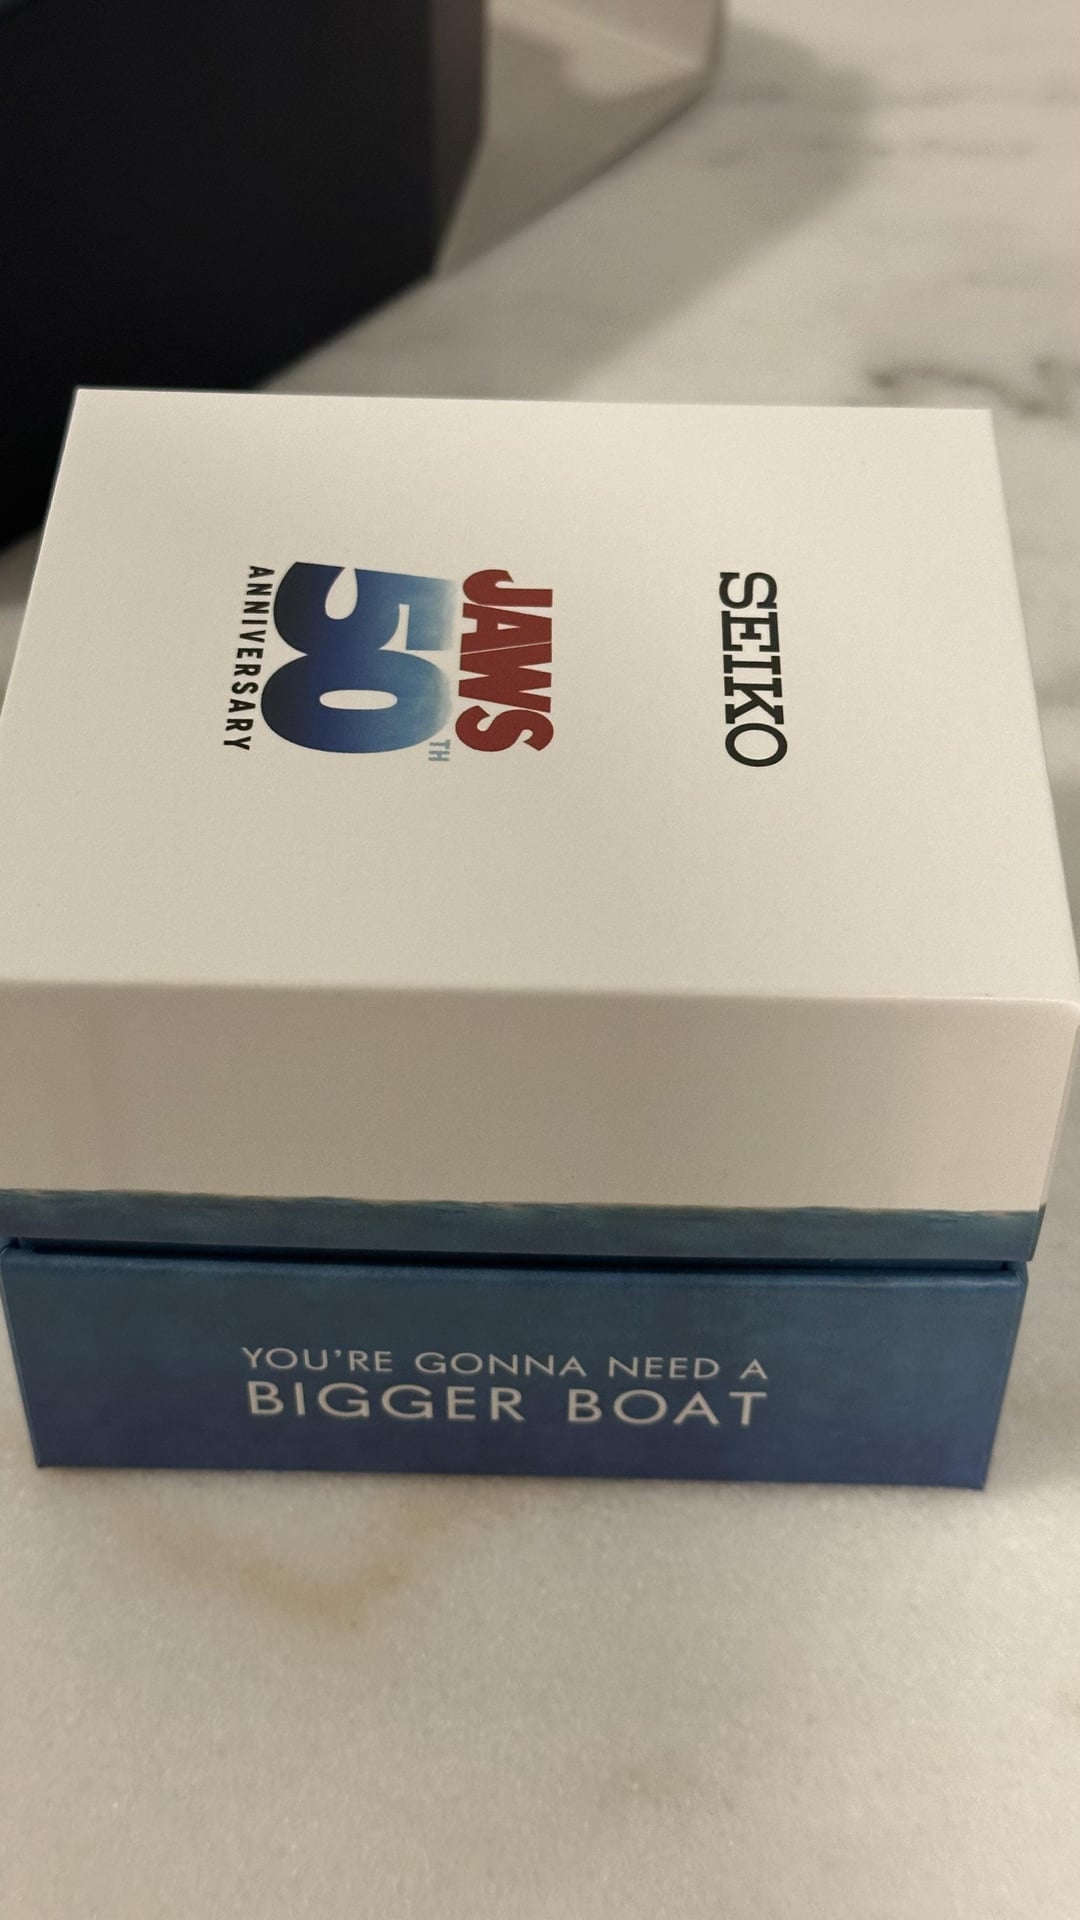 SEIKO
JAWS
50TH
ANNIVERSARY
YOU'RE GONNA NEED A
BIGGER BOAT